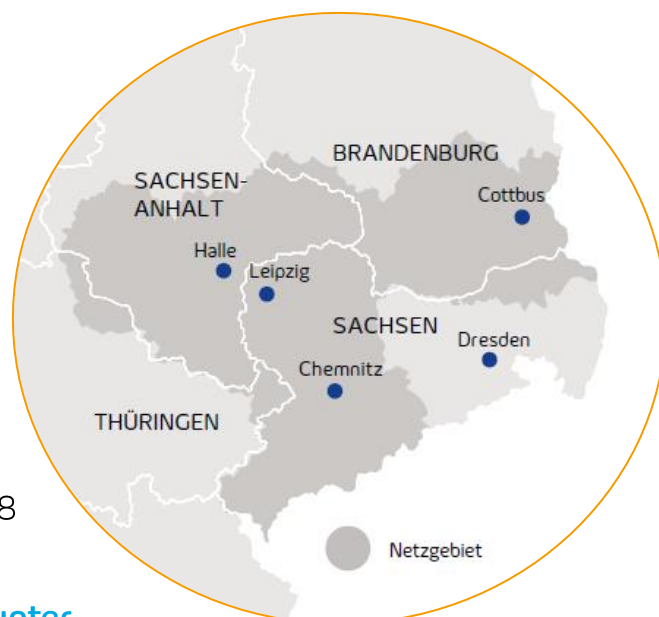 BRANDENBURG
SACHSEN-
ANHALT
Cottbus
Halle
Leipzig
SACHSEN
Dresden
Chemnitz
THÜRINGEN
8
Netzgebiet